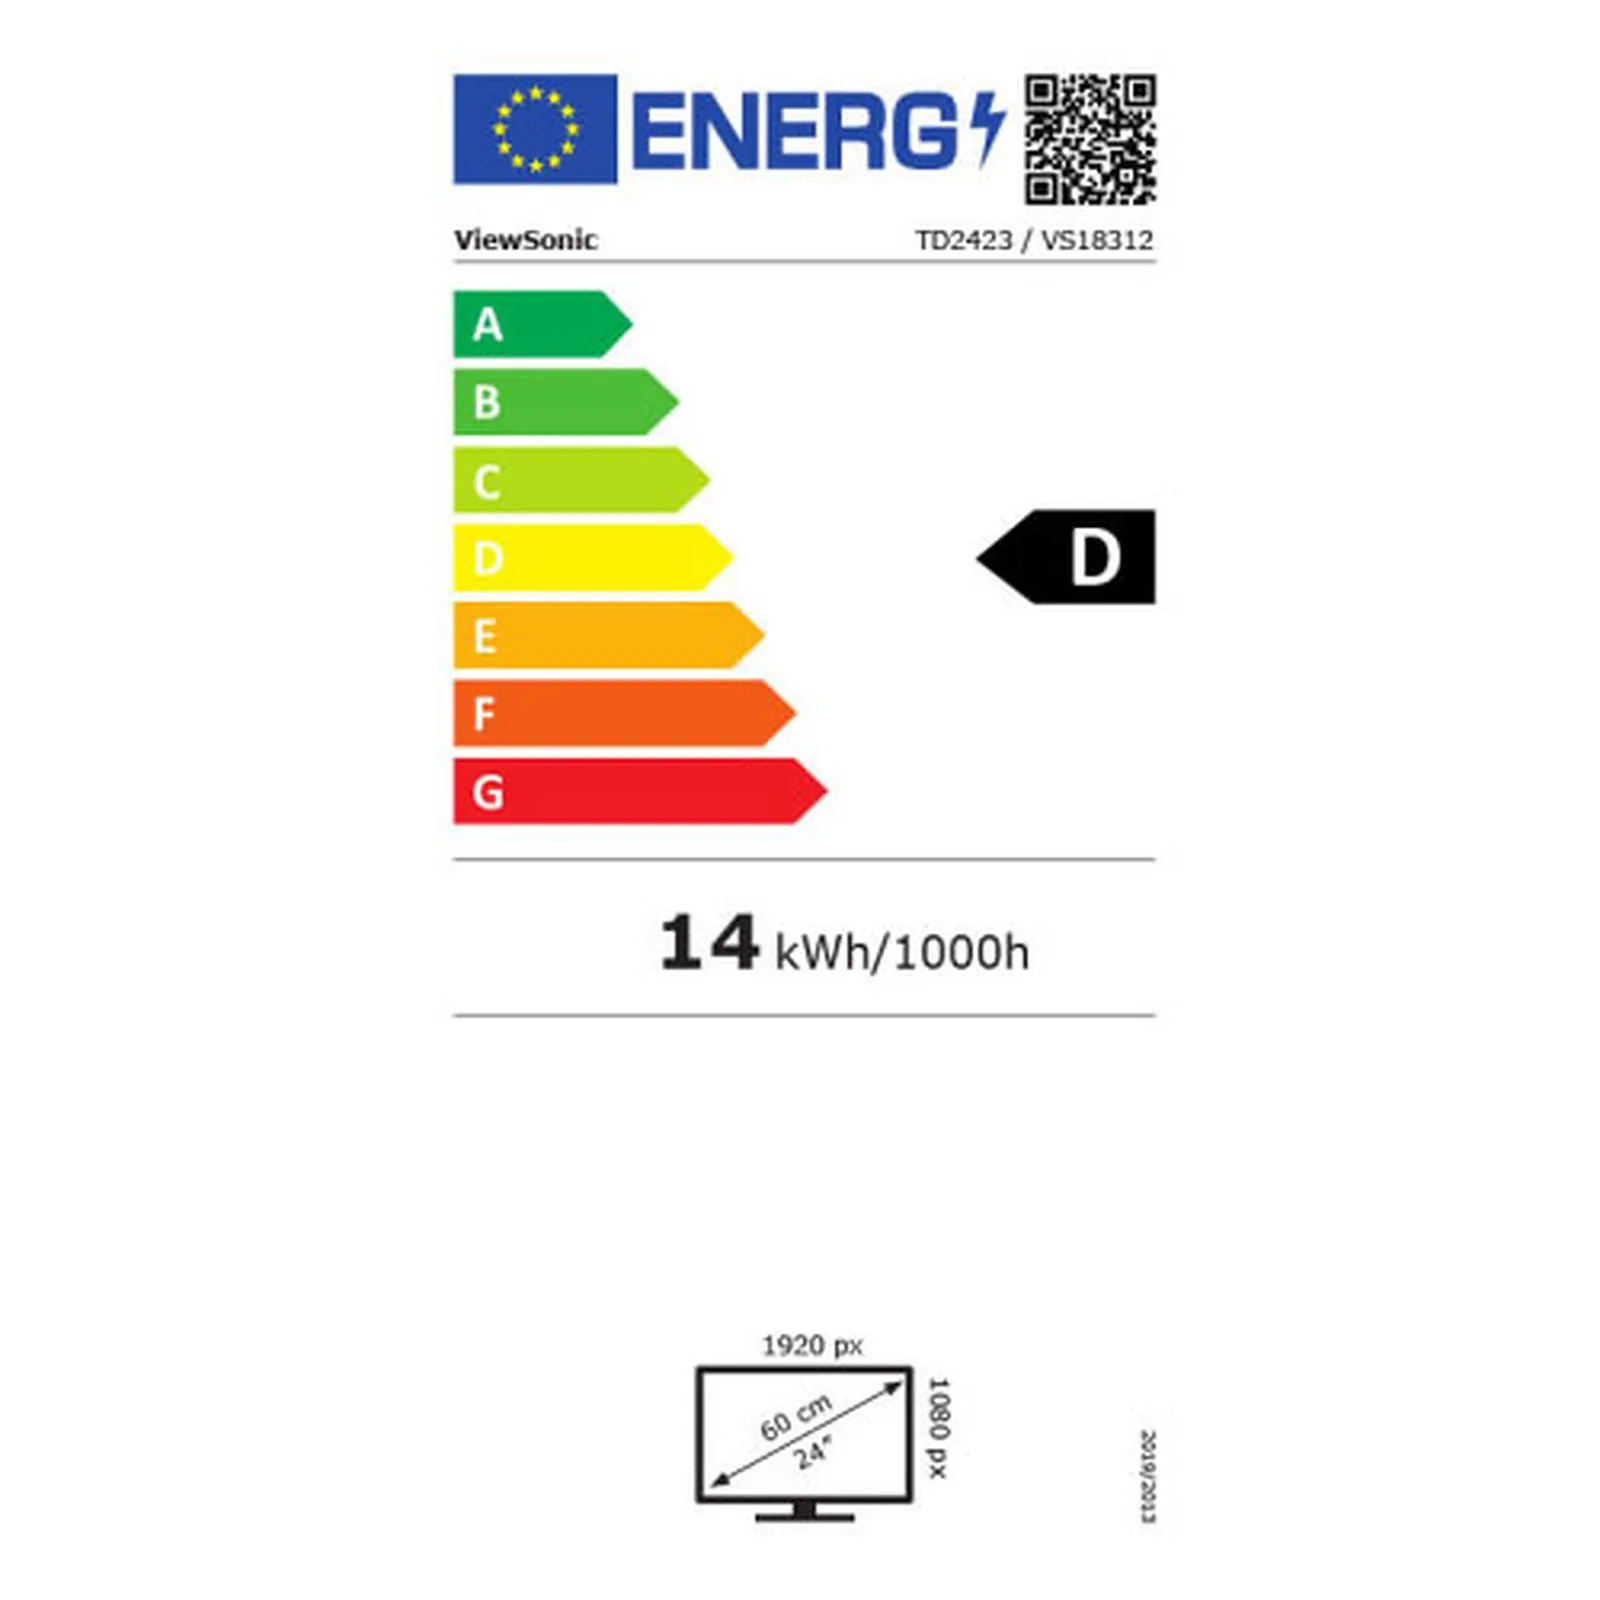 ENERG
ViewSonic
TD2423 / VS18312
A
B
C
D
D
E
F
G
14 kWh/1000h
1920 px
1080 px
60 cm
24"
2019/2013